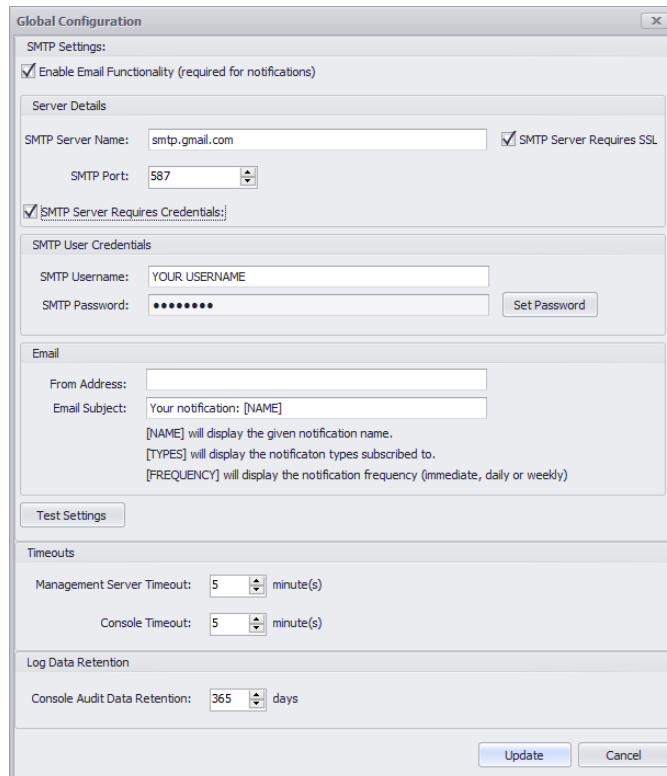 Global Configuration
SMTP Settings:
Enable Email Functionality (required for notifications)
Server Details
SMTP Server Name: smtp.gmail.com SMTP Server Requires SSL
SMTP Port: 587
SMTP Server Requires Credentials:
SMTP User Credentials
SMTP Username: YOUR USERNAME
SMTP Password: •••••••• Set Password
Email
From Address:
Email Subject: Your notification: [NAME]
[NAME] will display the given notification name.
[TYPES] will display the notificaton types subscribed to.
[FREQUENCY] will display the notification frequency (immediate, daily or weekly)
Test Settings
Timeouts
Management Server Timeout: 5 minute(s)
Console Timeout: 5 minute(s)
Log Data Retention
Console Audit Data Retention: 365 days
Update Cancel